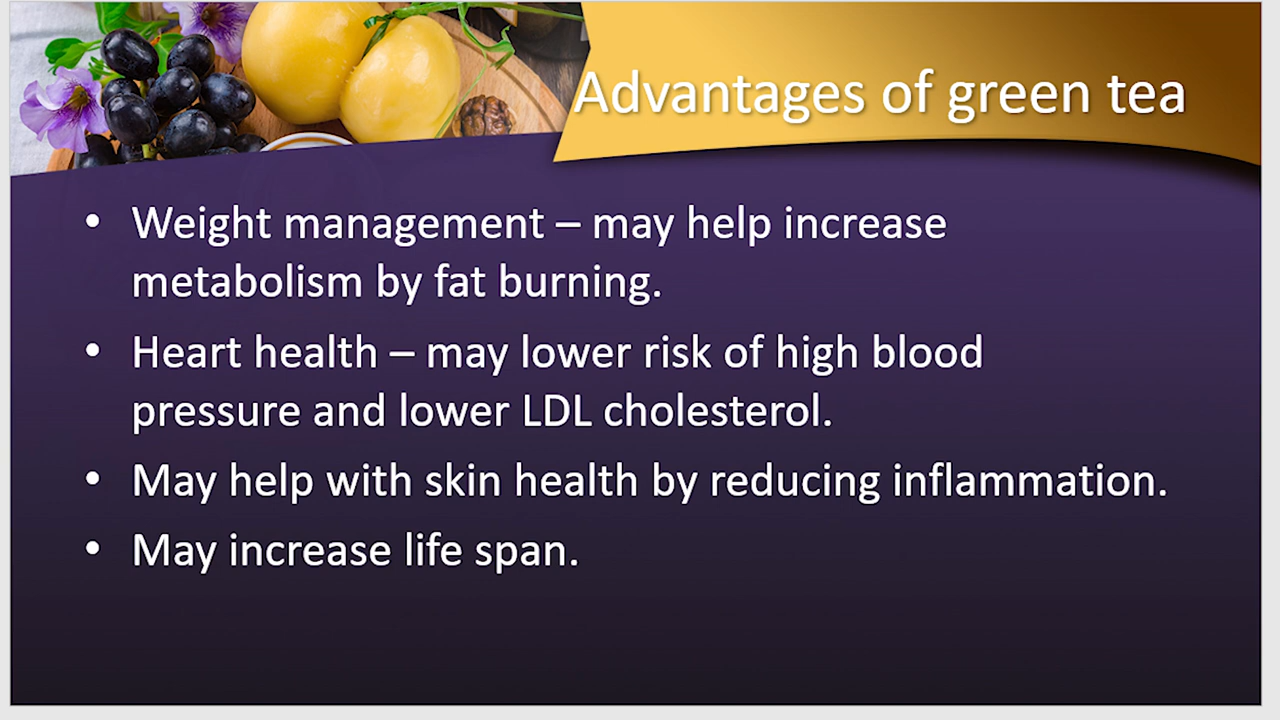 Advantages of green tea
• Weight management – may help increase
metabolism by fat burning.
• Heart health – may lower risk of high blood
pressure and lower LDL cholesterol.
• May help with skin health by reducing inflammation.
• May increase life span.